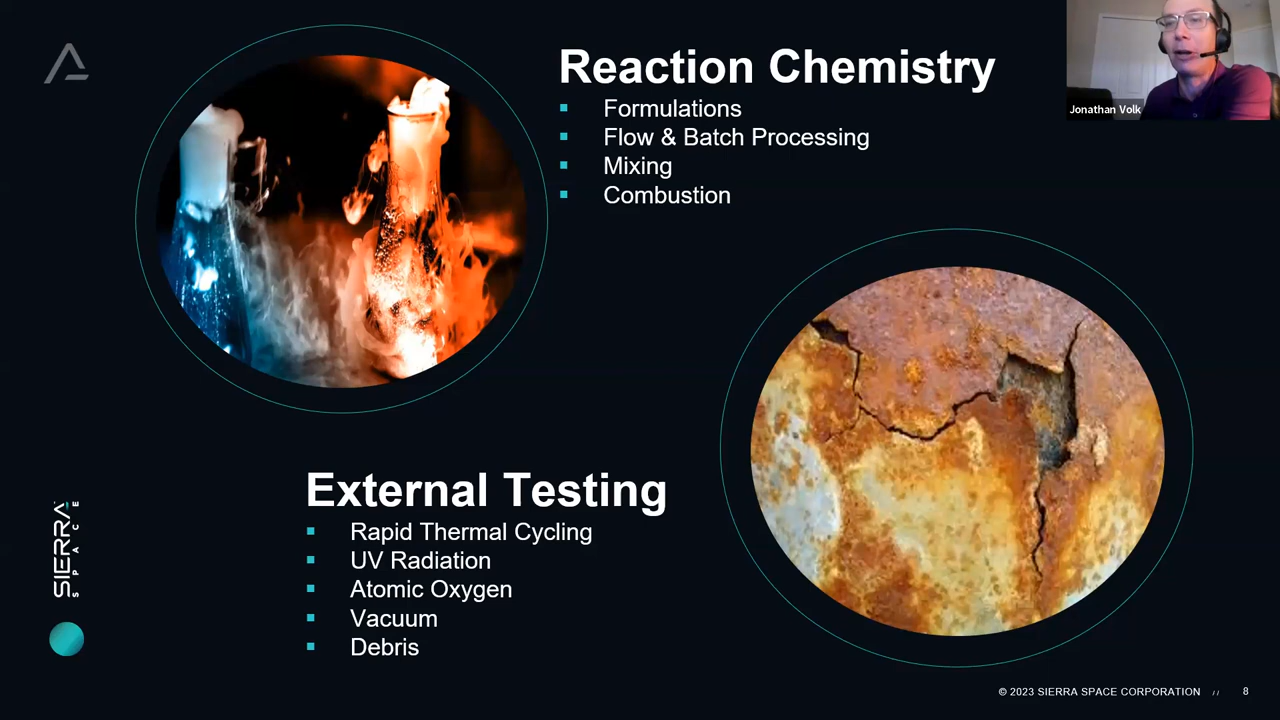 Reaction Chemistry
Formulations
Flow & Batch Processing
Mixing
Combustion
Jonathan Volk
External Testing
Rapid Thermal Cycling
UV Radiation
Atomic Oxygen
Vacuum
Debris
SIERRA
SPACE
© 2023 SIERRA SPACE CORPORATION // 8